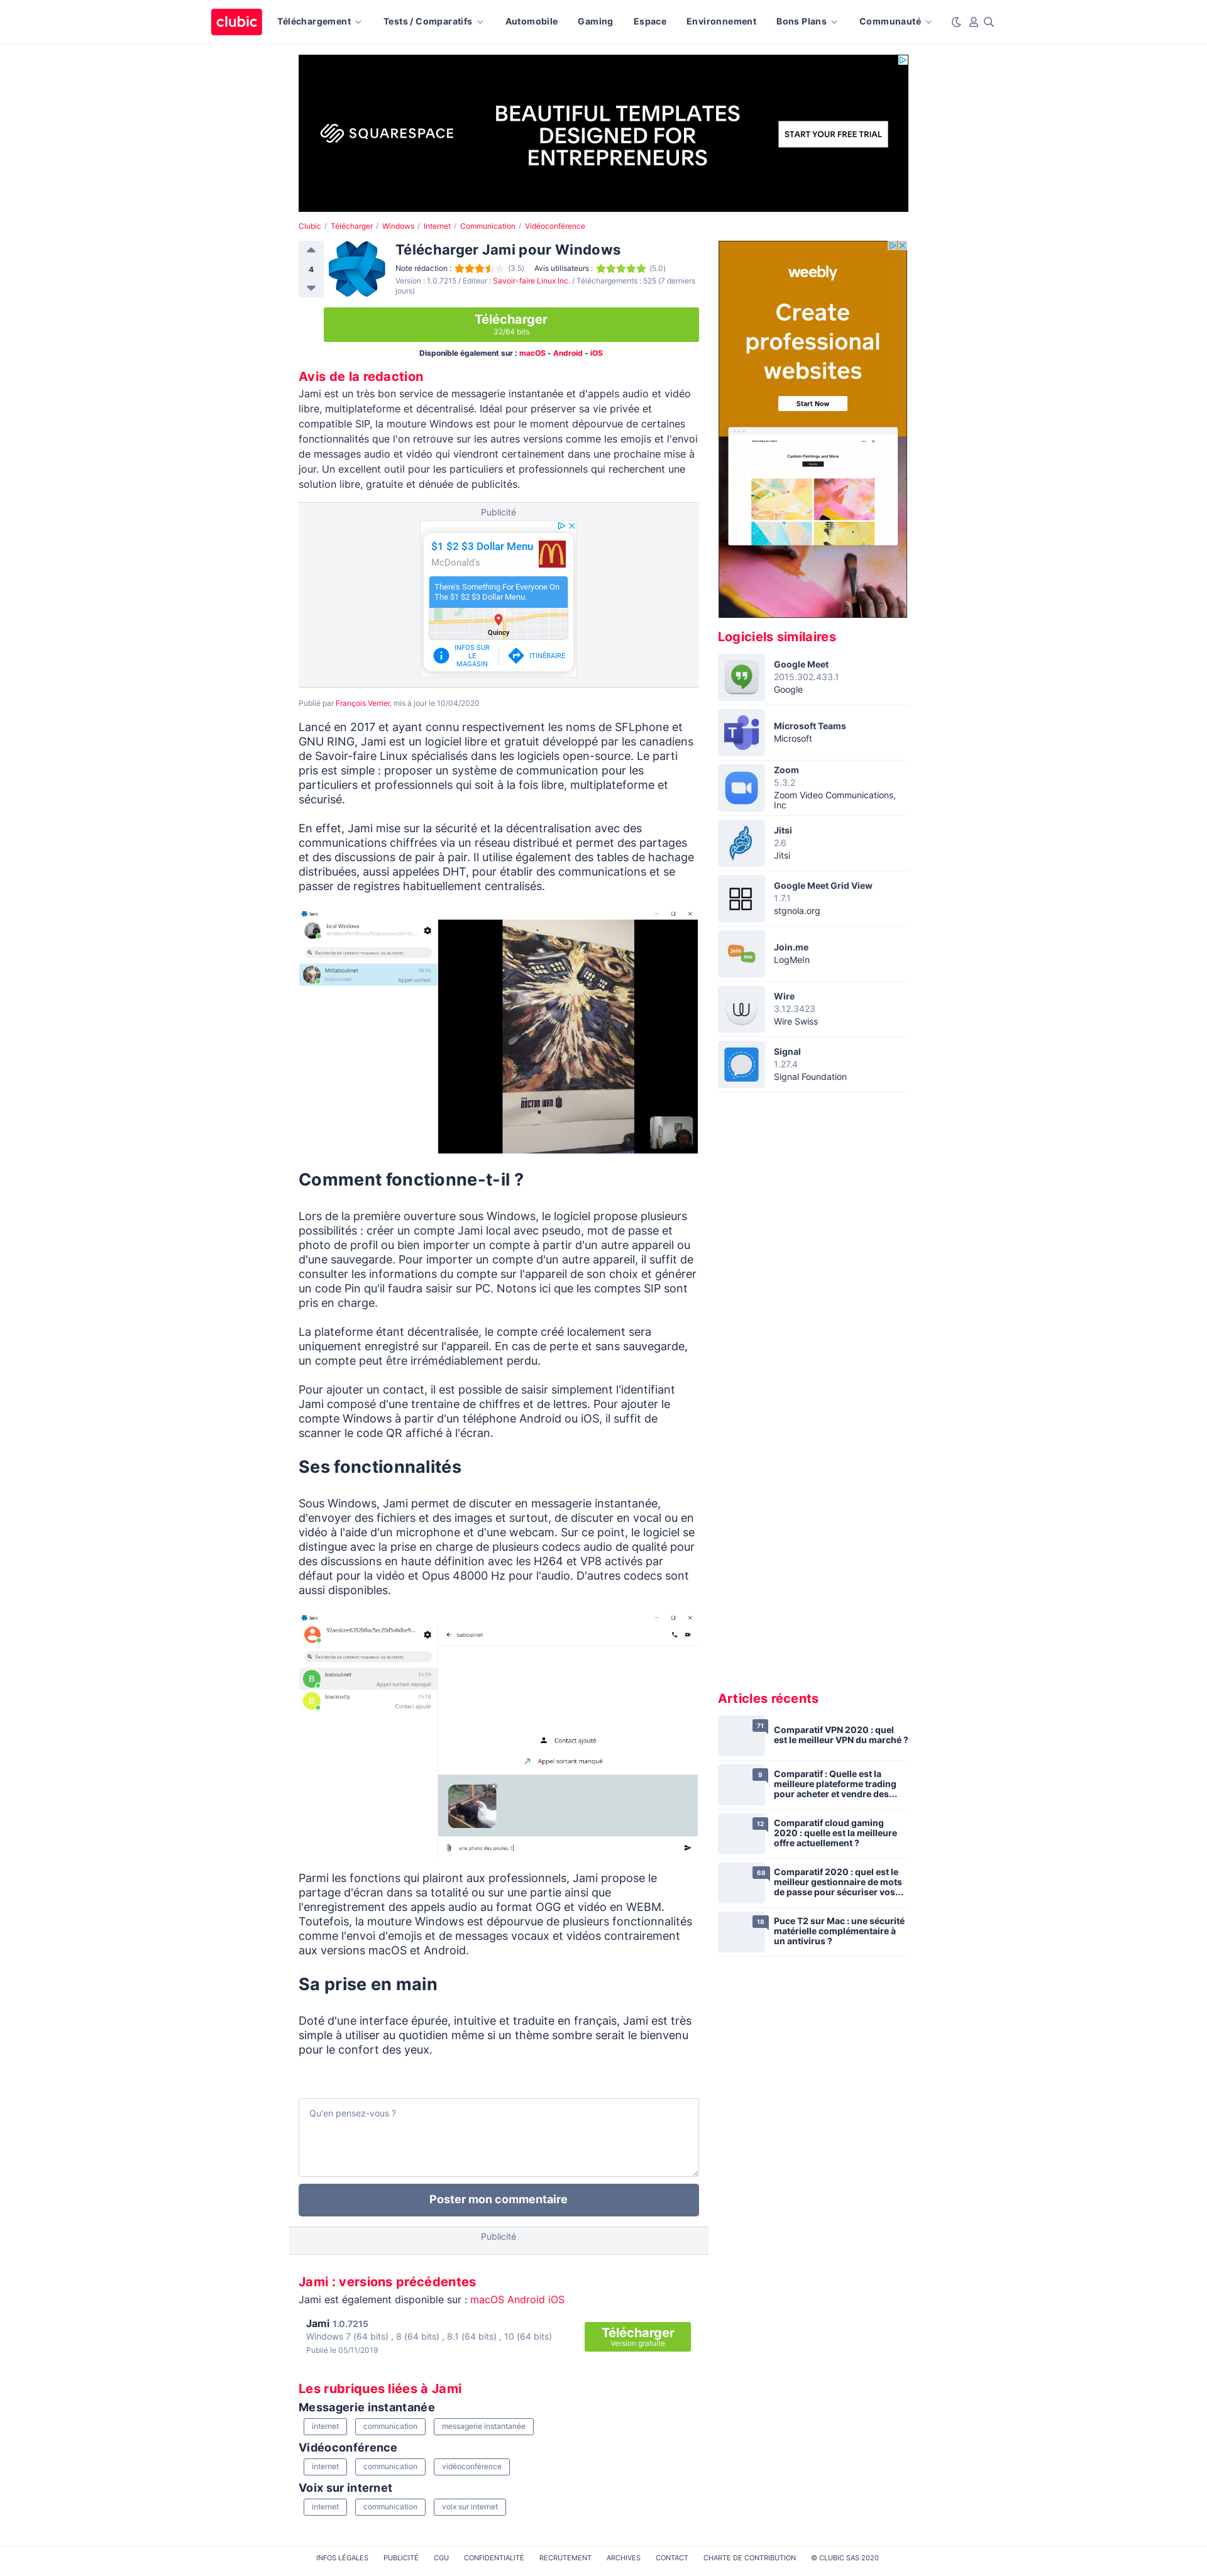 clubic
Téléchargement
Tests / Comparatifs
Automobile
Gaming
Espace
Environnement
Bons Plans
Communauté
SQUARESPACE
BEAUTIFUL TEMPLATES
DESIGNED FOR
ENTREPRENEURS
START YOUR FREE TRIAL
Clubic / Télécharger / Windows / Internet / Communication / Vidéoconférence
4
Télécharger Jami pour Windows
Note rédaction : (3.5) Avis utilisateurs : (5.0)
Version : 1.0.7215 / Editeur : Savoir-faire Linux Inc. / Téléchargements : 525 (7 derniers
jours)
Télécharger
32/64 bits
Disponible également sur : macOS - Android - iOS
Avis de la redaction
Jami est un très bon service de messagerie instantanée et d'appels audio et vidéo
libre, multiplateforme et décentralisé. Idéal pour préserver sa vie privée et
compatible SIP, la mouture Windows est pour le moment dépourvue de certaines
fonctionnalités que l'on retrouve sur les autres versions comme les emojis et l'envoi
de messages audio et vidéo qui viendront certainement dans une prochaine mise à
jour. Un excellent outil pour les particuliers et professionnels qui recherchent une
solution libre, gratuite et dénuée de publicités.
Publicité
$1 $2 $3 Dollar Menu
McDonald's
There's Something For Everyone On
The $1 $2 $3 Dollar Menu.
Quincy
INFOS SUR
LE
MAGASIN
ITINÉRAIRE
Publié par François Verrier, mis à jour le 10/04/2020
Lancé en 2017 et ayant connu respectivement les noms de SFLphone et
GNU RING, Jami est un logiciel libre et gratuit développé par les canadiens
de Savoir-faire Linux spécialisés dans les logiciels open-source. Le parti
pris est simple : proposer un système de communication pour les
particuliers et professionnels qui soit à la fois libre, multiplateforme et
sécurisé.
En effet, Jami mise sur la sécurité et la décentralisation avec des
communications chiffrées via un réseau distribué et permet des partages
et des discussions de pair à pair. Il utilise également des tables de hachage
distribuées, aussi appelées DHT, pour établir des communications et se
passer de registres habituellement centralisés.
Jami
local Windows
Recherche de contacts nouveaux ou existants
Mrllaboulinet
baboulinet
Appel sortant
DOCTOR WHO
Comment fonctionne-t-il ?
Lors de la première ouverture sous Windows, le logiciel propose plusieurs
possibilités : créer un compte Jami local avec pseudo, mot de passe et
photo de profil ou bien importer un compte à partir d'un autre appareil ou
d'une sauvegarde. Pour importer un compte d'un autre appareil, il suffit de
consulter les informations du compte sur l'appareil de son choix et générer
un code Pin qu'il faudra saisir sur PC. Notons ici que les comptes SIP sont
pris en charge.
La plateforme étant décentralisée, le compte créé localement sera
uniquement enregistré sur l'appareil. En cas de perte et sans sauvegarde,
un compte peut être irrémédiablement perdu.
Pour ajouter un contact, il est possible de saisir simplement l'identifiant
Jami composé d'une trentaine de chiffres et de lettres. Pour ajouter le
compte Windows à partir d'un téléphone Android ou iOS, il suffit de
scanner le code QR affiché à l'écran.
Ses fonctionnalités
Sous Windows, Jami permet de discuter en messagerie instantanée,
d'envoyer des fichiers et des images et surtout, de discuter en vocal ou en
vidéo à l'aide d'un microphone et d'une webcam. Sur ce point, le logiciel se
distingue avec la prise en charge de plusieurs codecs audio de qualité pour
des discussions en haute définition avec les H264 et VP8 activés par
défaut pour la vidéo et Opus 48000 Hz pour l'audio. D'autres codecs sont
aussi disponibles.
Jami
baboulinet
Recherche de contacts nouveaux ou existants
B
baboulinet
15:19
Appel sortant manqué
B
blacknelly
15:18
Contact ajouté
Contact ajouté
Appel sortant manqué
une photo des poules !!
Parmi les fonctions qui plairont aux professionnels, Jami propose le
partage d'écran dans sa totalité ou sur une partie ainsi que
l'enregistrement des appels audio au format OGG et vidéo en WEBM.
Toutefois, la mouture Windows est dépourvue de plusieurs fonctionnalités
comme l'envoi d'emojis et de messages vocaux et vidéos contrairement
aux versions macOS et Android.
Sa prise en main
Doté d'une interface épurée, intuitive et traduite en français, Jami est très
simple à utiliser au quotidien même si un thème sombre serait le bienvenu
pour le confort des yeux.
Qu'en pensez-vous ?
Poster mon commentaire
Publicité
Jami : versions précédentes
Jami est également disponible sur : macOS Android iOS
Jami 1.0.7215
Windows 7 (64 bits) , 8 (64 bits) , 8.1 (64 bits) , 10 (64 bits)
Publié le 05/11/2019
Télécharger
Version gratuite
Les rubriques liées à Jami
Messagerie instantanée
internet
communication
messagerie instantanée
Vidéoconférence
internet
communication
vidéoconférence
Voix sur internet
internet
communication
voix sur internet
weebly
Create
professional
websites
Start Now
Custom Paintings and More
Logiciels similaires
Google Meet
2015.302.433.1
Google
Microsoft Teams
Microsoft
Zoom
5.3.2
Zoom Video Communications,
Inc
Jitsi
2.6
Jitsi
Google Meet Grid View
1.7.1
stgnola.org
join
me
Join.me
LogMeIn
Wire
3.12.3423
Wire Swiss
Signal
1.27.4
Signal Foundation
Articles récents
71
Comparatif VPN 2020 : quel
est le meilleur VPN du marché ?
9
Comparatif : Quelle est la
meilleure plateforme trading
pour acheter et vendre des...
12
Comparatif cloud gaming
2020 : quelle est la meilleure
offre actuellement ?
68
Comparatif 2020 : quel est le
meilleur gestionnaire de mots
de passe pour sécuriser vos...
18
Puce T2 sur Mac : une sécurité
matérielle complémentaire à
un antivirus ?
INFOS LÉGALES
PUBLICITÉ
CGU
CONFIDENTIALITÉ
RECRUTEMENT
ARCHIVES
CONTACT
CHARTE DE CONTRIBUTION
© CLUBIC SAS 2020